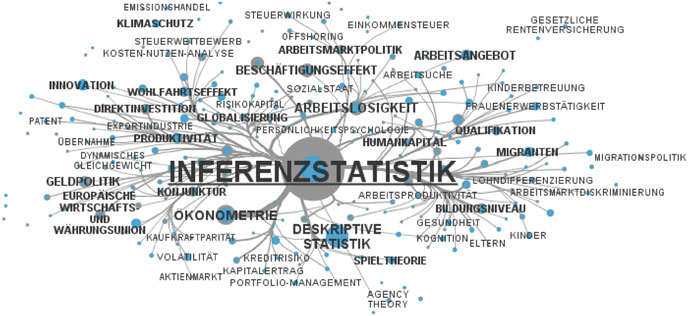 EMISSIONSHANDEL
STEUERWIRKUNG
GESETZLICHE
RENTENVERSICHERUNG
KLIMASCHUTZ
EINKOMMENSTEUER
OFFSHORING
STEUERWETTBEWERB
ARBEITSMARKTPOLITIK
KOSTEN-NUTZEN-ANALYSE
ARBEITSANGEBOT
BESCHÄFTIGUNGSEFFEKT
ARBEITSUCHE
INNOVATION
WOHLFAHRTSEFFEKT
SOZIALSTAAT
KINDERBETREUUNG
DIREKTINVESTITION
RISIKOKAPITAL
ARBEITSLOSIGKEIT
FRAUENERWERBSTÄTIGKEIT
PATENT
GLOBALISIERUNG
EXPORTINDUSTRIE
PERSÖNLICHKEITSPSYCHOLOGIE
QUALIFIKATION
ÜBERNAHME
PRODUKTIVITÄT
HUMANKAPITAL
DYNAMISCHES
GLEICHGEWICHT
MIGRANTEN
MIGRATIONSPOLITIK
INFERENZSTATISTIK
GELDPOLITIK
LOHNDIFFERENZIERUNG
KONJUNKTUR
ARBEITSPRODUKTIVITÄT
ARBEITSMARKTDISKRIMINIERUNG
EUROPÄISCHE
WIRTSCHAFTS-
UND
WÄHRUNGSUNION
ÖKONOMETRIE
BILDUNGSNIVEAU
GESUNDHEIT
DESKRIPTIVE
STATISTIK
KAUFKRAFTPARITÄT
KOGNITION
ELTERN
KINDER
VOLATILITÄT
KREDITRISIKO
SPIELTHEORIE
AKTIENMARKT
KAPITALERTRAG
PORTFOLIO-MANAGEMENT
AGENCY
THEORY